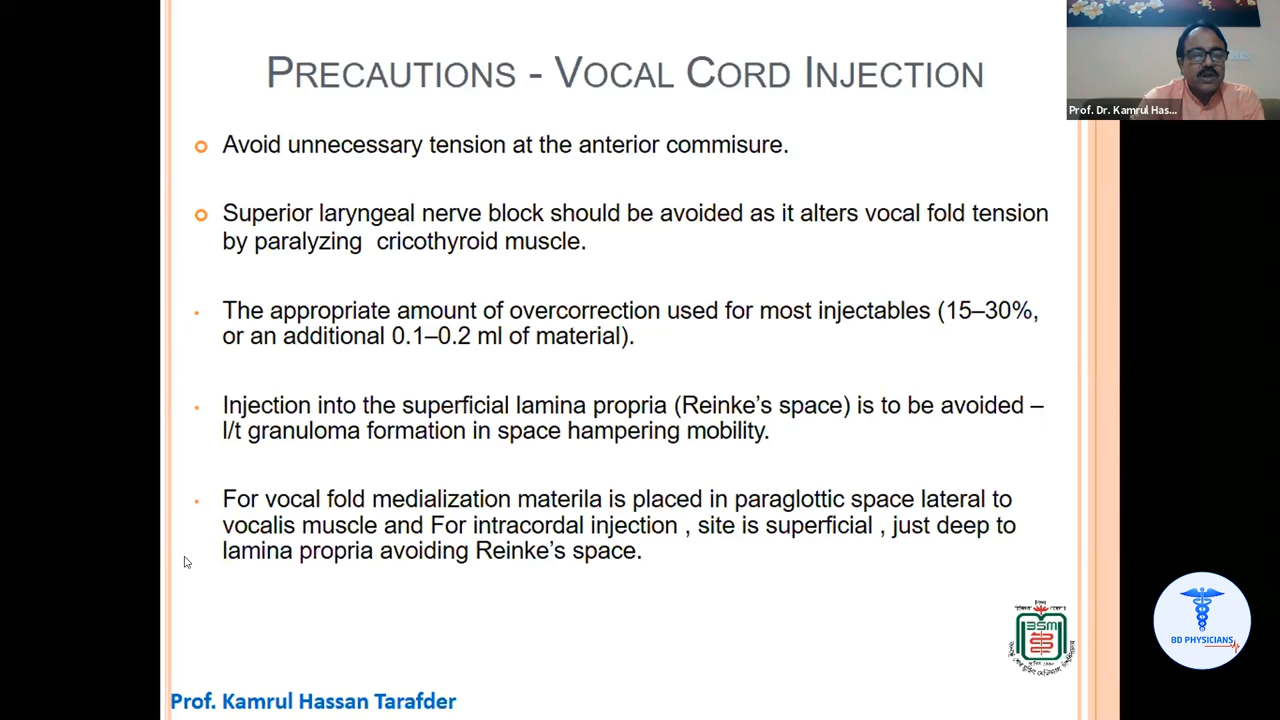 PRECAUTIONS - VOCAL CORD INJECTION
Prof. Dr. Kamrul Has...
Avoid unnecessary tension at the anterior commisure.
Superior laryngeal nerve block should be avoided as it alters vocal fold tension
by paralyzing cricothyroid muscle.
The appropriate amount of overcorrection used for most injectables (15–30%,
or an additional 0.1–0.2 ml of material).
Injection into the superficial lamina propria (Reinke’s space) is to be avoided –
l/t granuloma formation in space hampering mobility.
For vocal fold medialization materila is placed in paraglottic space lateral to
vocalis muscle and For intracordal injection , site is superficial , just deep to
lamina propria avoiding Reinke’s space.
BSM
BD PHYSICIANS
Prof. Kamrul Hassan Tarafder